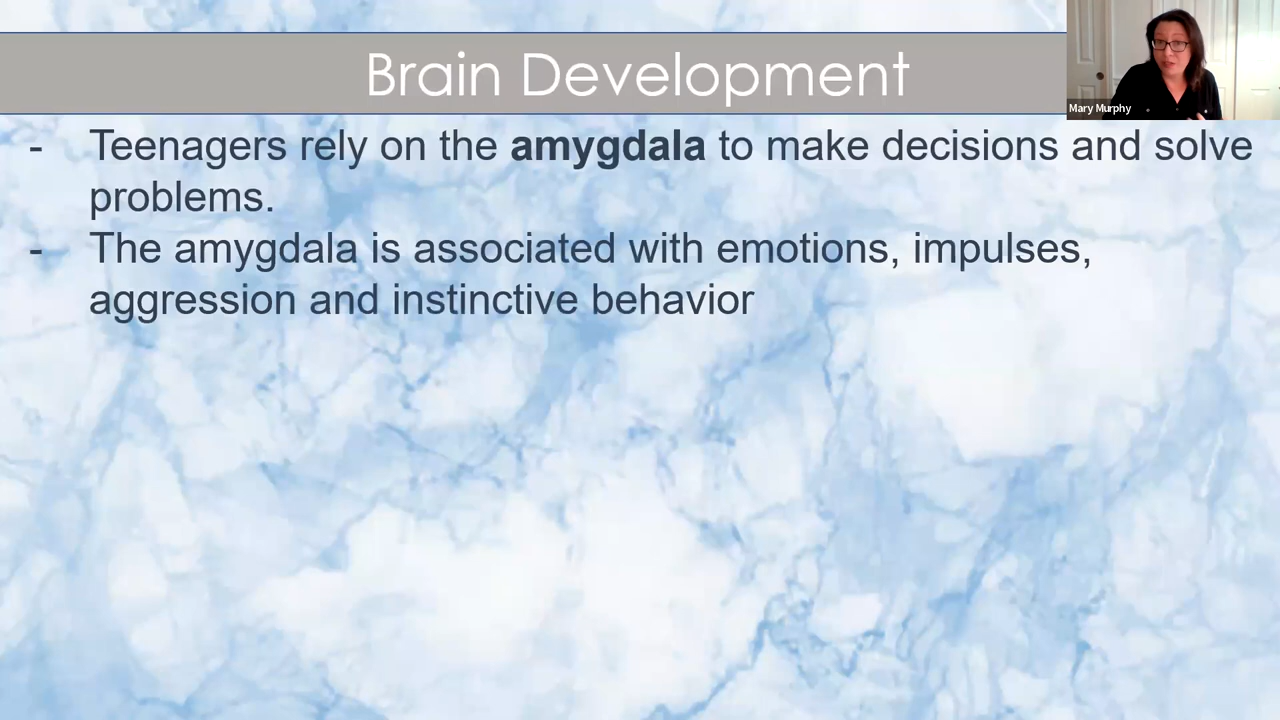 Brain Development
Mary Murphy
- Teenagers rely on the amygdala to make decisions and solve
problems.
- The amygdala is associated with emotions, impulses,
aggression and instinctive behavior